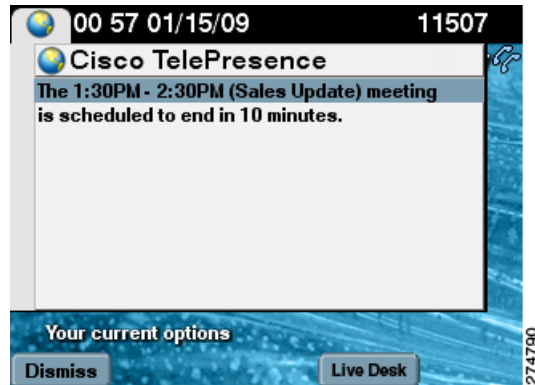 00 57 01/15/09 11507
Cisco TelePresence
The 1:30PM - 2:30PM (Sales Update) meeting
is scheduled to end in 10 minutes.
Your current options
Dismiss Live Desk
274790